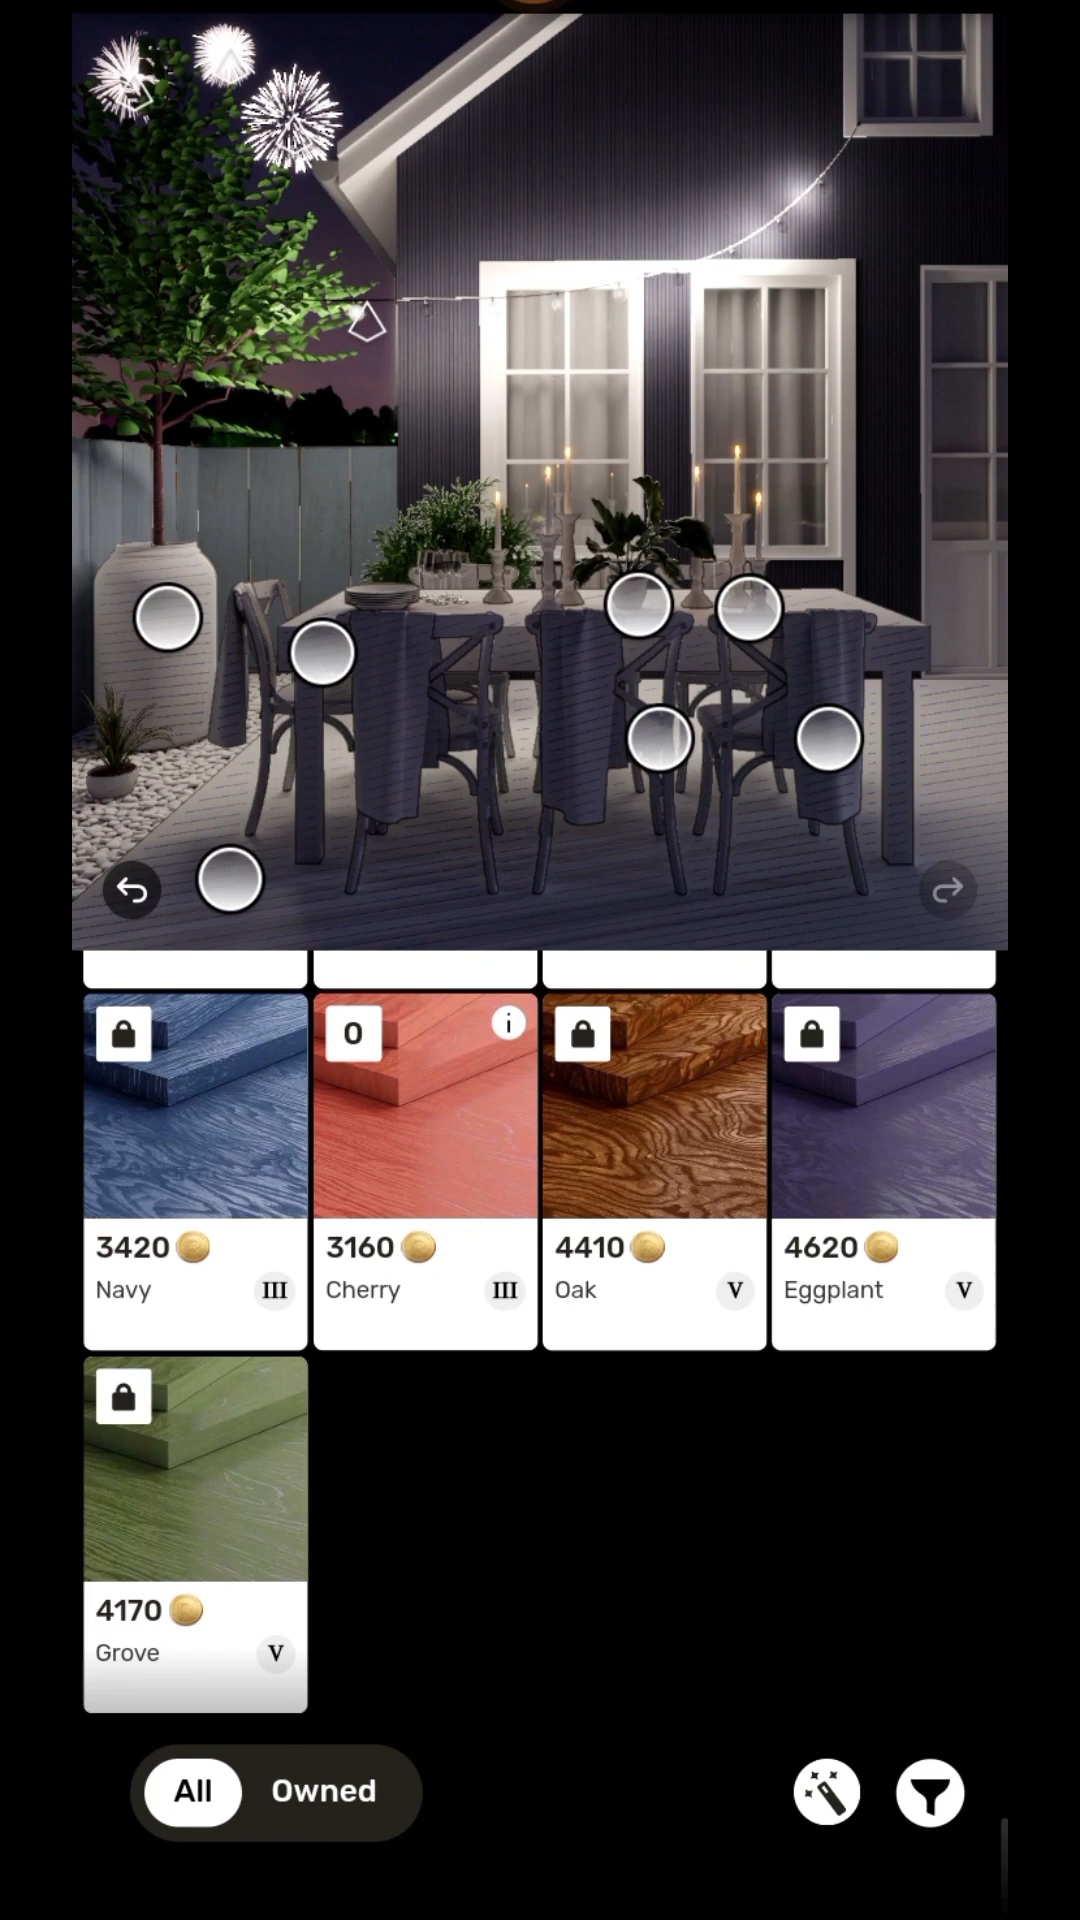 0
i
3420
Navy III
3160
Cherry III
4410
Oak V
4620
Eggplant V
4170
Grove V
All Owned